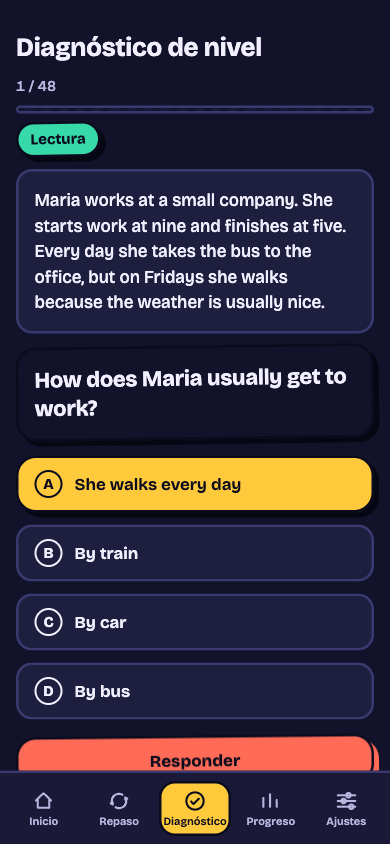 Diagnóstico de nivel
1 / 48
Lectura
Maria works at a small company. She
starts work at nine and finishes at five.
Every day she takes the bus to the
office, but on Fridays she walks
because the weather is usually nice.
How does Maria usually get to
work?
A She walks every day
B By train
C By car
D By bus
Responder
Inicio Repaso Diagnóstico Progreso Ajustes